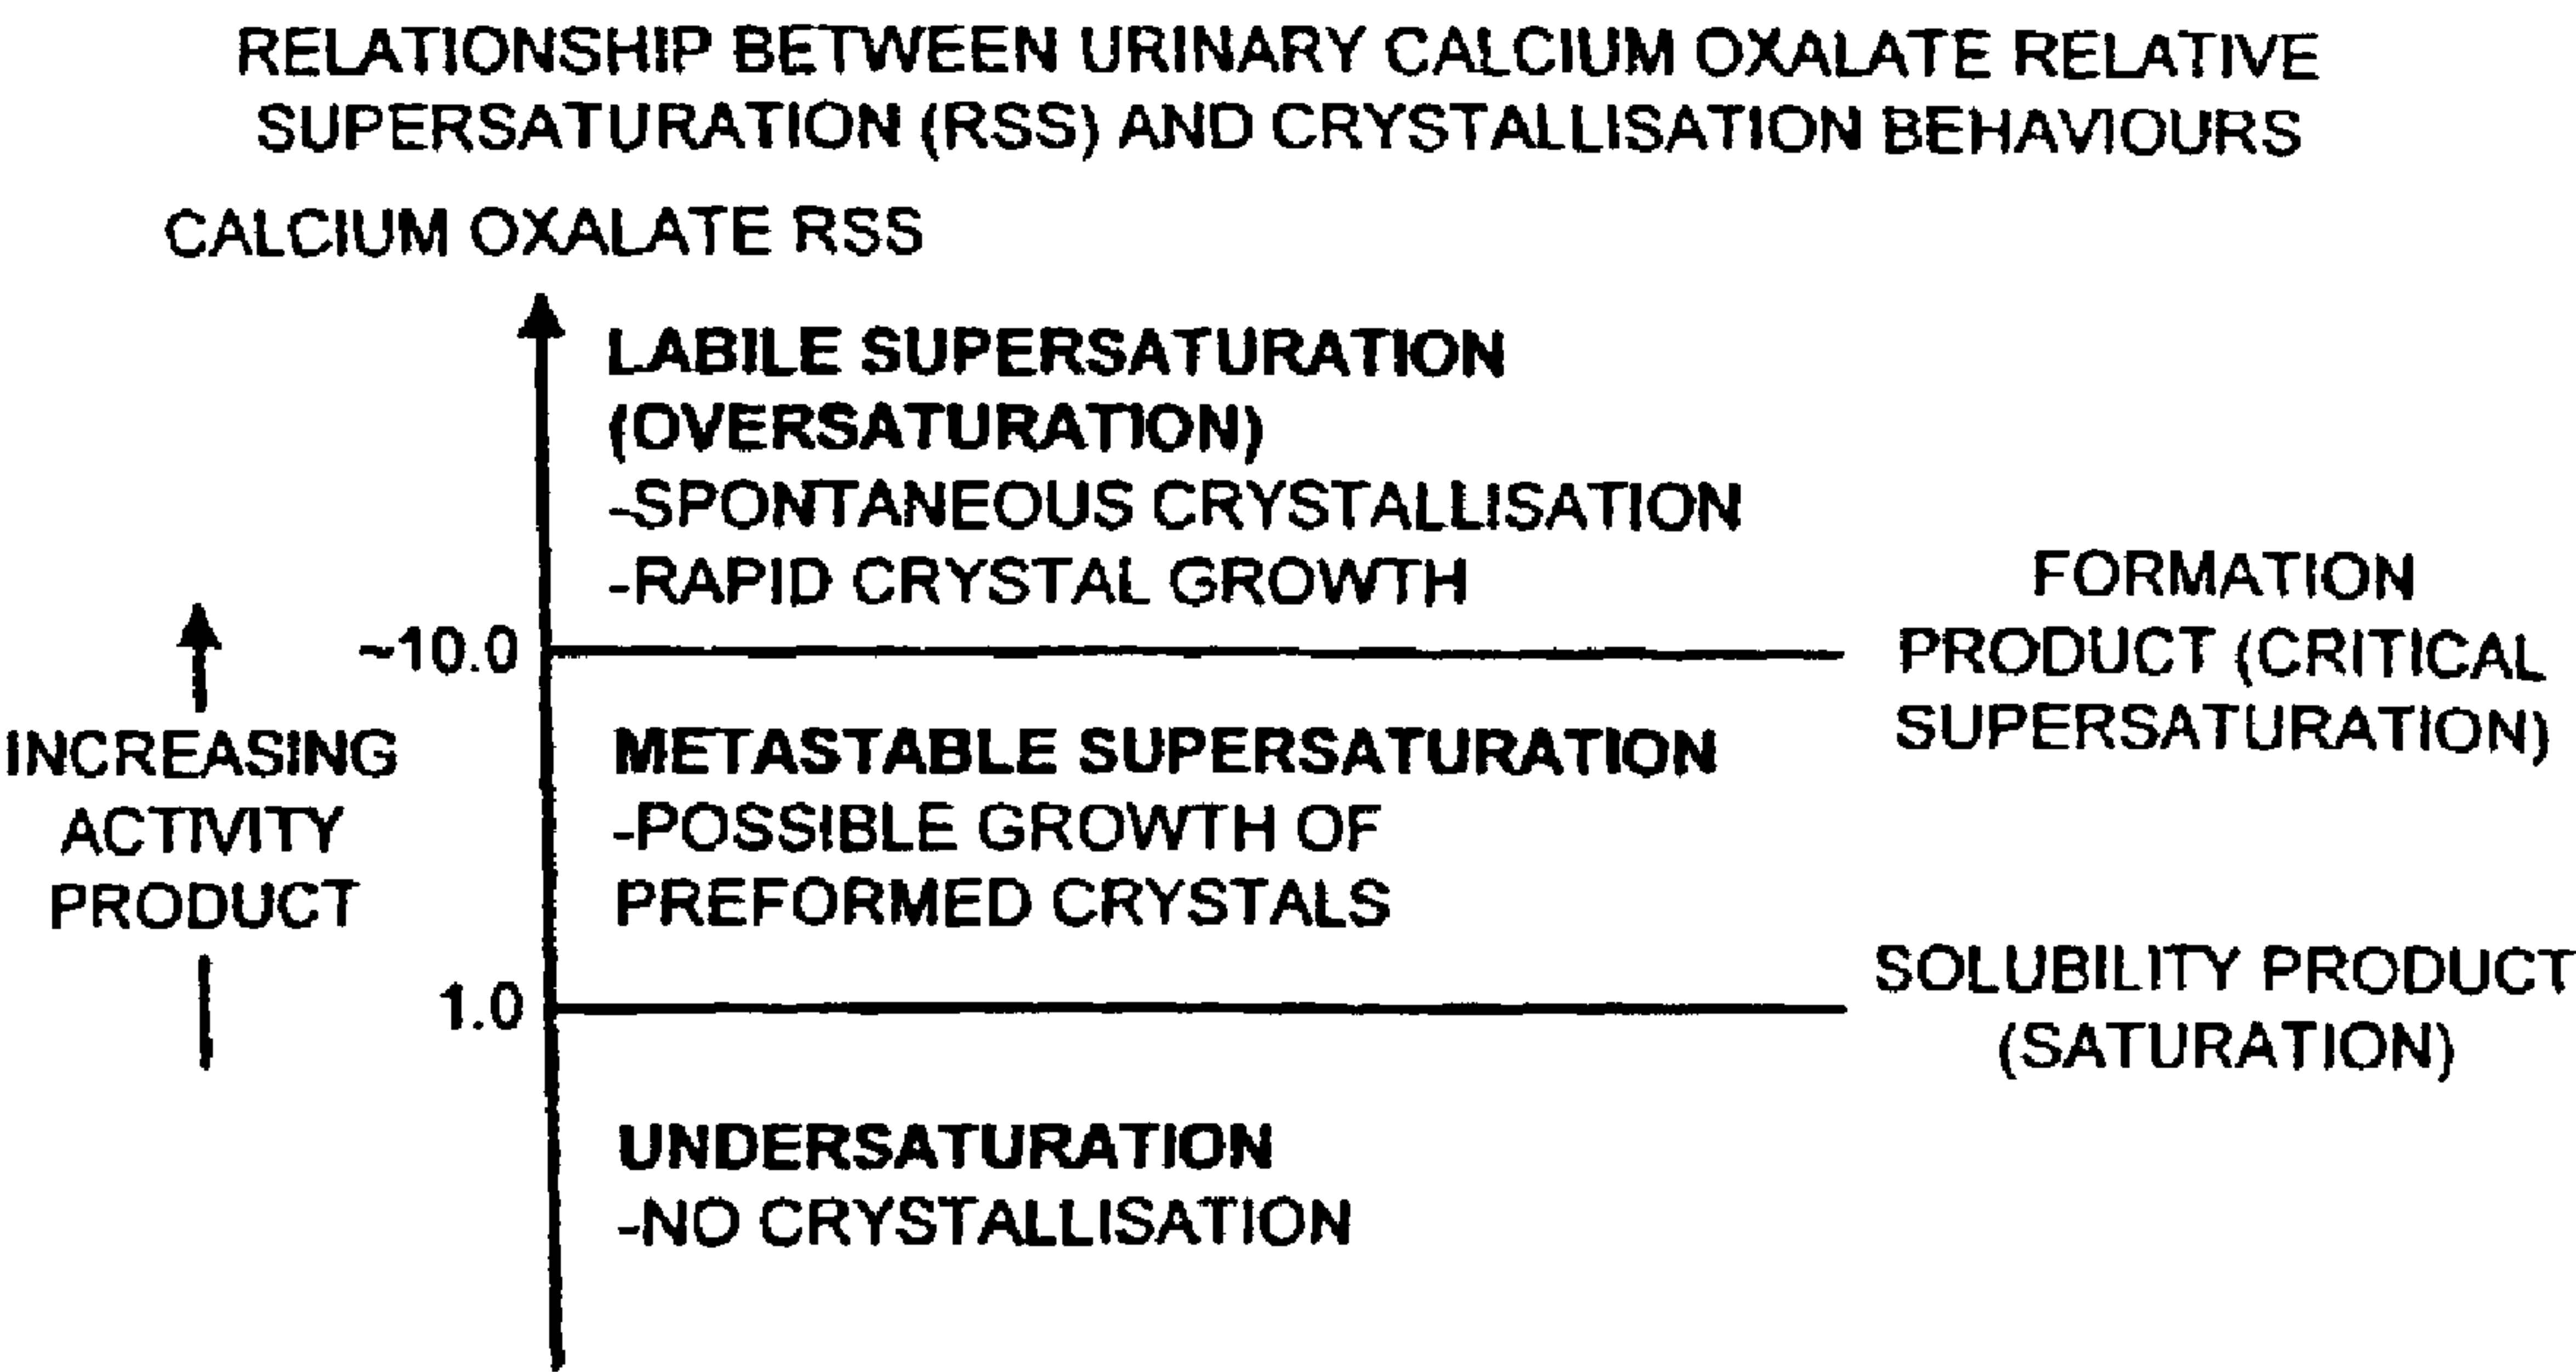 RELATIONSHIP BETWEEN URINARY CALCIUM OXALATE RELATIVE
SUPERSATURATION (RSS) AND CRYSTALLISATION BEHAVIOURS
CALCIUM OXALATE RSS
LABILE SUPERSATURATION
(OVERSATURATION)
-SPONTANEOUS CRYSTALLISATION
-RAPID CRYSTAL GROWTH
~10.0
FORMATION
PRODUCT (CRITICAL
SUPERSATURATION)
INCREASING
ACTIVITY
PRODUCT
METASTABLE SUPERSATURATION
-POSSIBLE GROWTH OF
PREFORMED CRYSTALS
1.0
SOLUBILITY PRODUCT
(SATURATION)
UNDERSATURATION
-NO CRYSTALLISATION